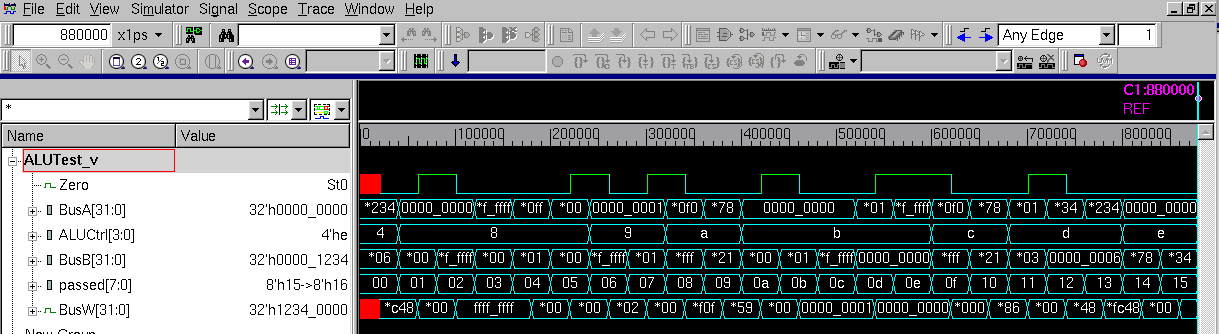 File Edit View Simulator Signal Scope Trace Window Help
880000 x1ps Any Edge 1
C1:880000
REF
* 
Name Value 0 100000 200000 300000 400000 500000 600000 700000 800000
ALUTest_v
Zero St0
BusA[31:0] 32'h0000_0000 *234 0000_0000 *f_ffff *0ff *00 0000_0001 *0f0 *78 0000_0000 *01 *f_ffff *0f0 *78 *01 *34 *234 0000_0000
ALUCtrl[3:0] 4'he 4 8 9 a b c d e
BusB[31:0] 32'h0000_1234 *06 *00 *f_ffff *00 *01 *00 *f_ffff *01 *fff *21 *00 *01 *f_ffff 0000_0000 *fff *21 *03 0000_0006 *78 *34
passed[7:0] 8'h15->8'h16 00 01 02 03 04 05 06 07 08 09 0a 0b 0c 0d 0e 0f 10 11 12 13 14 15
BusW[31:0] 32'h1234_0000 *c48 *00 ffff_ffff *00 *00 *02 *00 *f0f *59 *00 0000_0001 0000_0000 *000 *86 *00 *48 *fc48 *00
New Group